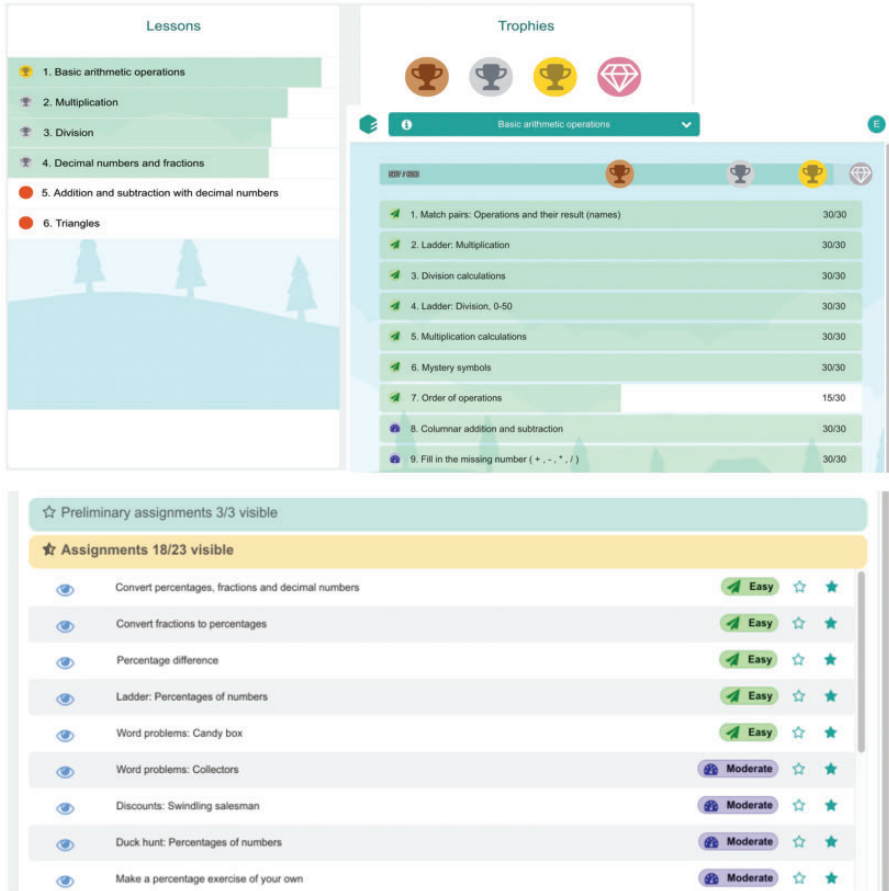 Lessons
1. Basic arithmetic operations
2. Multiplication
3. Division
4. Decimal numbers and fractions
5. Addition and subtraction with decimal numbers
6. Triangles
Trophies
Basic arithmetic operations
E
1. Match pairs: Operations and their result (names) 30/30
2. Ladder: Multiplication 30/30
3. Division calculations 30/30
4. Ladder: Division, 0-50 30/30
5. Multiplication calculations 30/30
6. Mystery symbols 30/30
7. Order of operations 15/30
8. Columnar addition and subtraction 30/30
9. Fill in the missing number ( + , - , * , / ) 30/30
Preliminary assignments 3/3 visible
Assignments 18/23 visible
Convert percentages, fractions and decimal numbers Easy
Convert fractions to percentages Easy
Percentage difference Easy
Ladder: Percentages of numbers Easy
Word problems: Candy box Easy
Word problems: Collectors Moderate
Discounts: Swindling salesman Moderate
Duck hunt: Percentages of numbers Moderate
Make a percentage exercise of your own Moderate